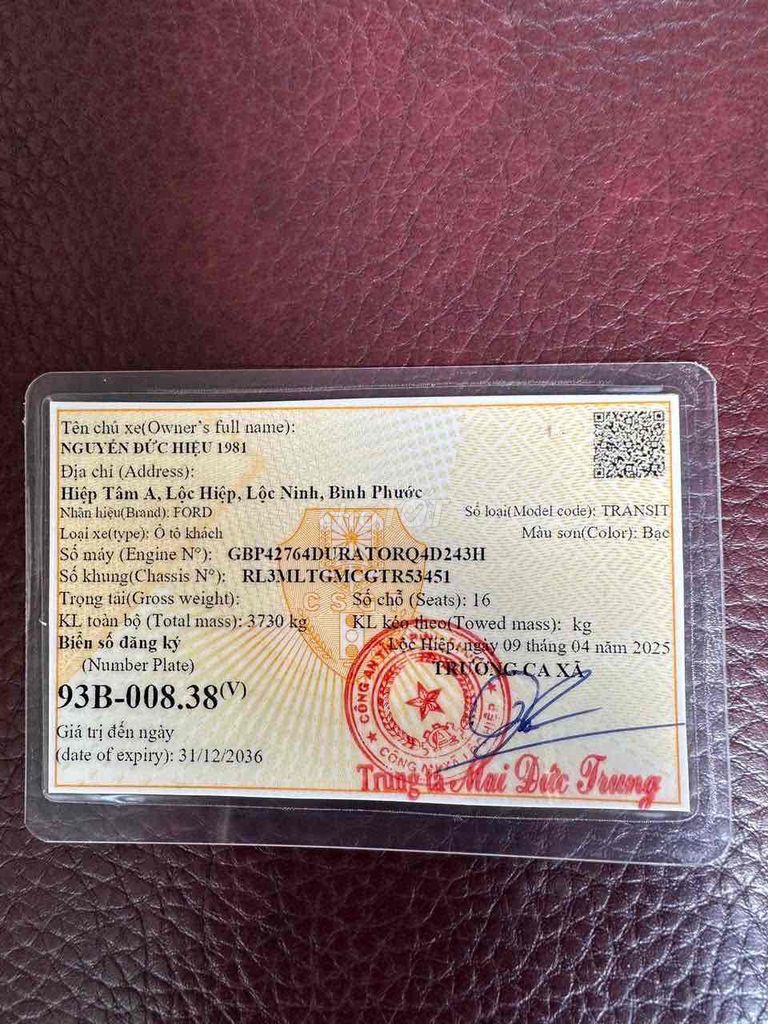 Tên chủ xe(Owner's full name):
NGUYỄN ĐỨC HIỆU 1981
Địa chỉ (Address):
Hiệp Tâm A, Lộc Hiệp, Lộc Ninh, Bình Phước
Nhãn hiệu(Brand): FORD Số loại(Model code): TRANSIT
Loại xe(type): Ô tô khách Màu sơn(Color): Bạc
Số máy (Engine N°): GBP42764DURATORQ4D243H
Số khung(Chassis N°): RL3MLTGMCGTR53451
Trọng tải(Gross weight): Số chỗ (Seats): 16
CS
KL toàn bộ (Total mass): 3730 kg KL kéo theo(Towed mass): kg
Biển số đăng ký Lộc Hiệp, ngày 09 tháng 04 năm 2025
(Number Plate) TRƯỞNG CA XÃ
93B-008.38(V)
CÔNG AN
Giá trị đến ngày
(date of expiry): 31/12/2036
Trung tá Mai Đức Trung